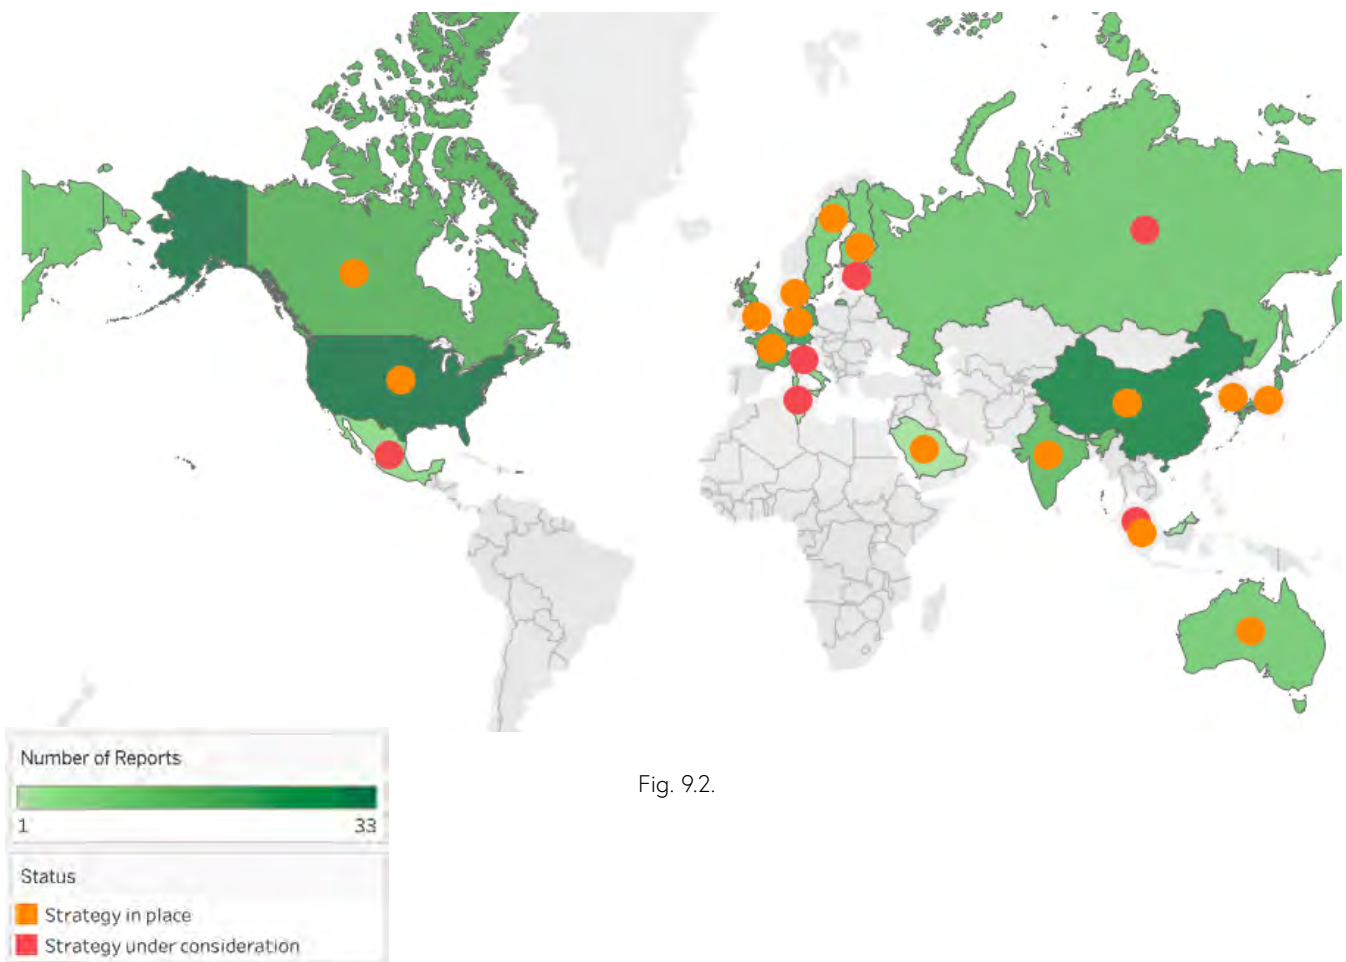 Fig. 9.2.
Number of Reports
1 33
Status
Strategy in place
Strategy under consideration